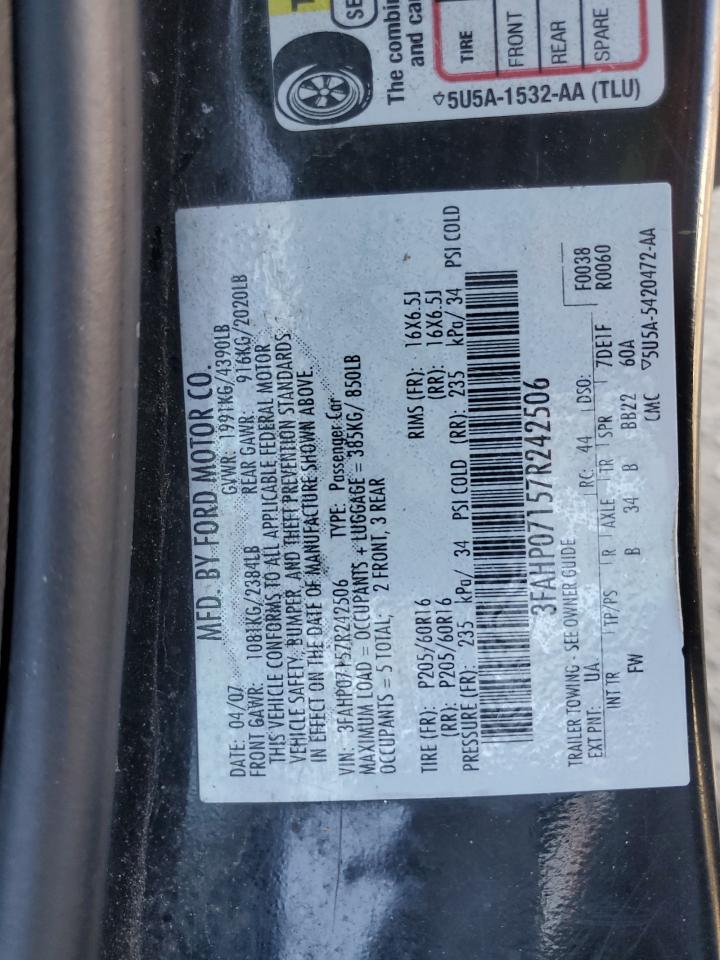 SE
The combin
and car
TIRE
FRONT
REAR
SPARE
5U5A-1532-AA (TLU)
MFD. BY FORD MOTOR CO.
DATE: 04/07 GVWR: 1991KG/4390LB
FRONT GAWR: 1081KG/2384LB REAR GAWR: 916KG/2020LB
THIS VEHICLE CONFORMS TO ALL APPLICABLE FEDERAL MOTOR
VEHICLE SAFETY, BUMPER, AND THEFT PREVENTION STANDARDS
IN EFFECT ON THE DATE OF MANUFACTURE SHOWN ABOVE.
VIN: 3FAHP07157R242506 TYPE: Passenger Car
MAXIMUM LOAD = OCCUPANTS + LUGGAGE = 385KG/ 850LB
OCCUPANTS = 5 TOTAL, 2 FRONT, 3 REAR
TIRE (FR): P205/60R16 RIMS (FR): 16X6.5J
(RR): P205/60R16 (RR): 16X6.5J
PRESSURE (FR): 235 kPa/ 34 PSI COLD (RR): 235 kPa/ 34 PSI COLD
3FAHP07157R242506
TRAILER TOWING - SEE OWNER GUIDE F0038
EXT PNT: UA RC: 44 DSO: R0060
INT TR TP/PS R AXLE TR SPR 7DE1F
FW B 34 B BB22 60A
CMC 5U5A-5420472-AA